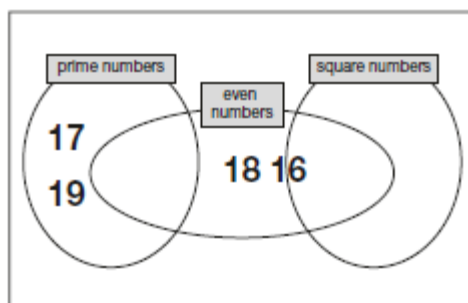 prime numbers
square numbers
even
numbers
17
18 16
19